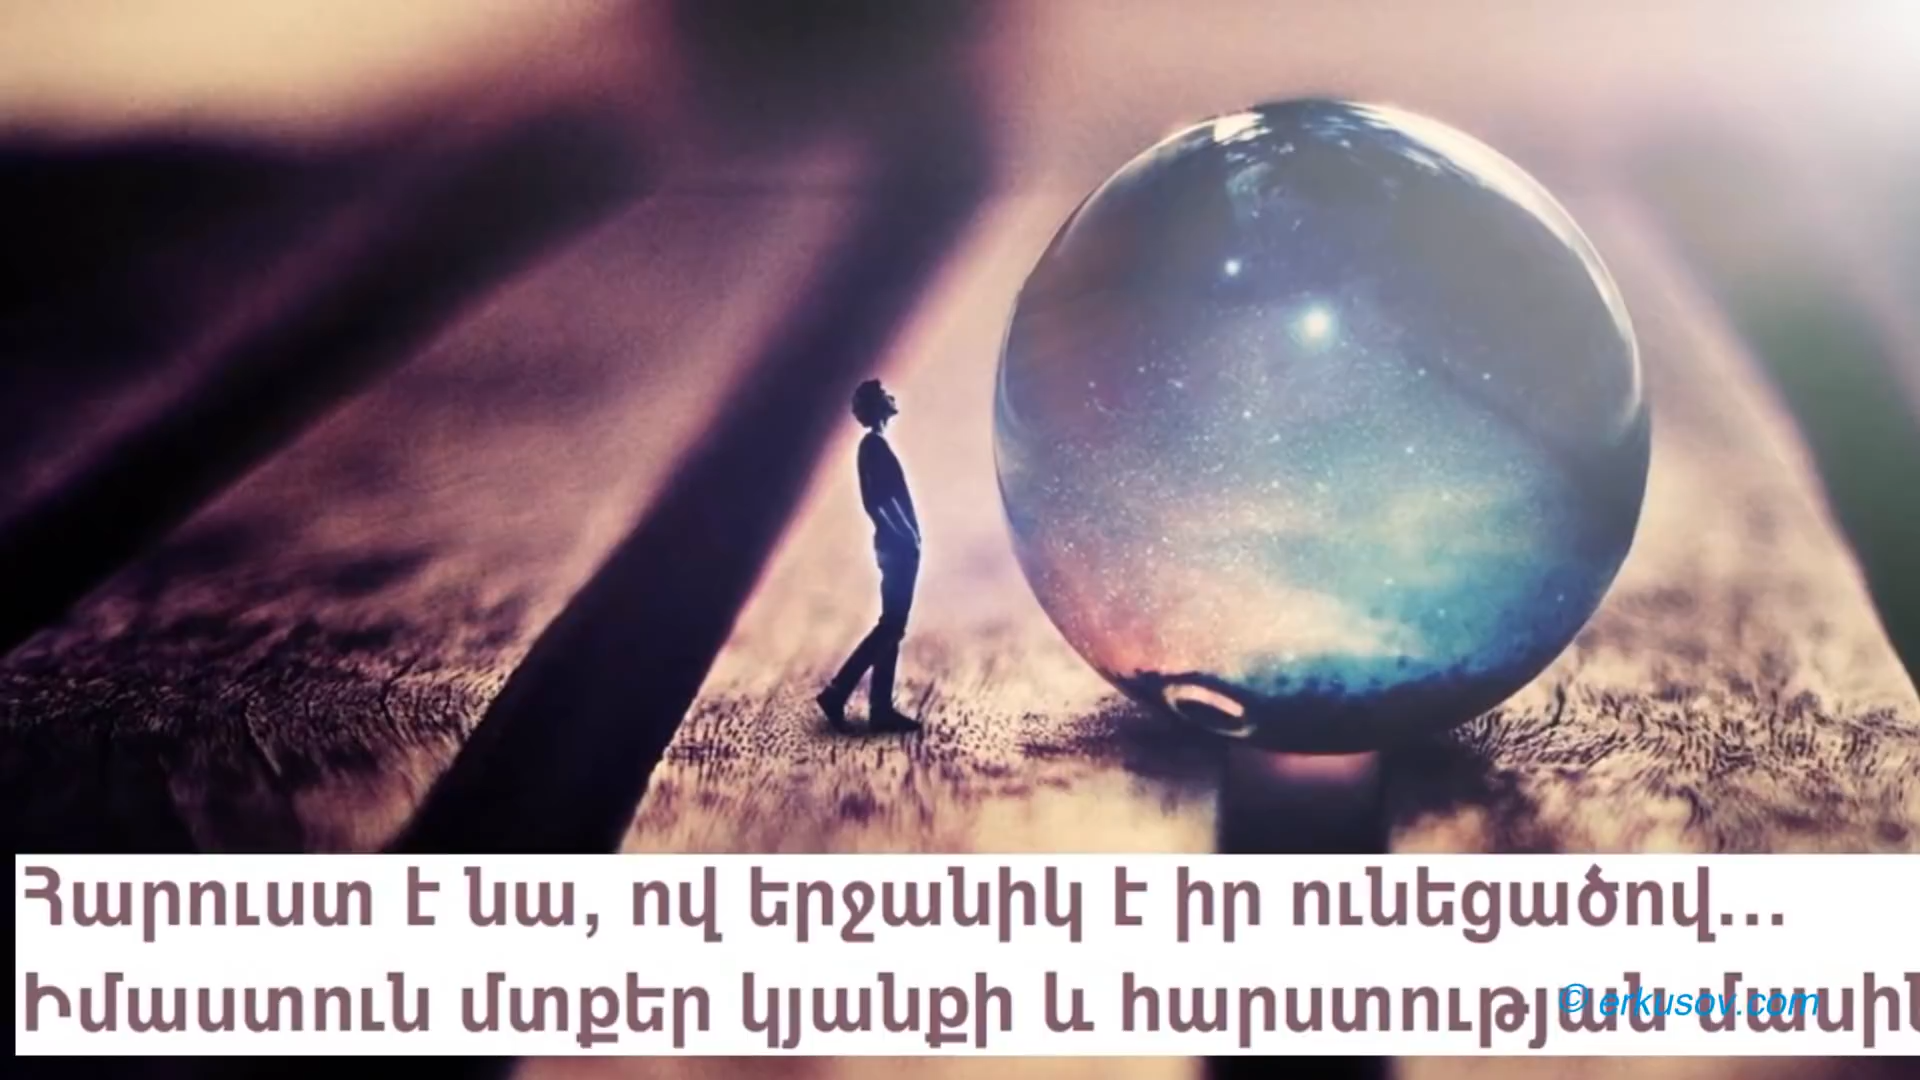 Հարուստ է նա, ով երջանիկ է իր ունեցածով...
Իմաստուն մտքեր կյանքի և հարստության մասին
© erkusov.com